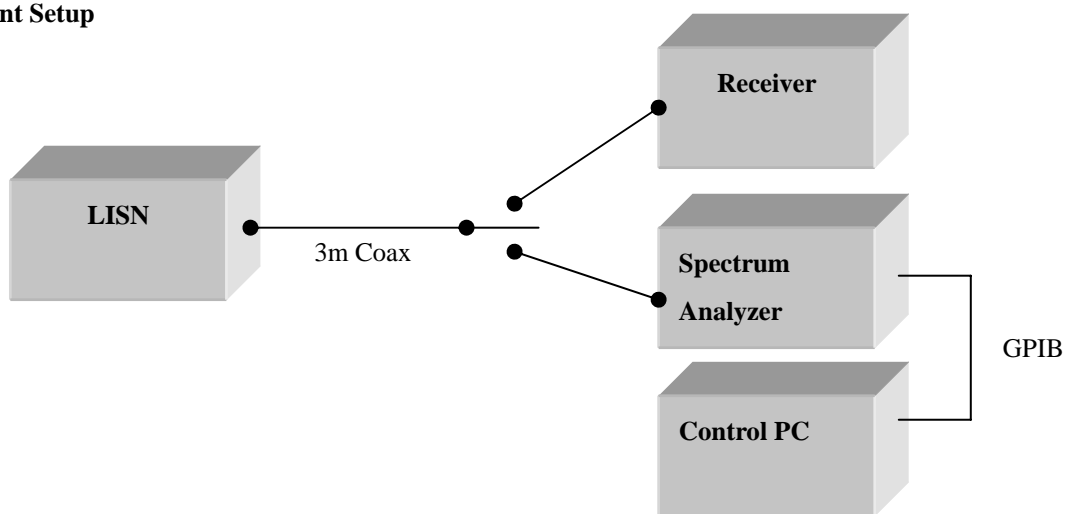 nt Setup
Receiver
LISN
3m Coax
Spectrum
Analyzer
GPIB
Control PC